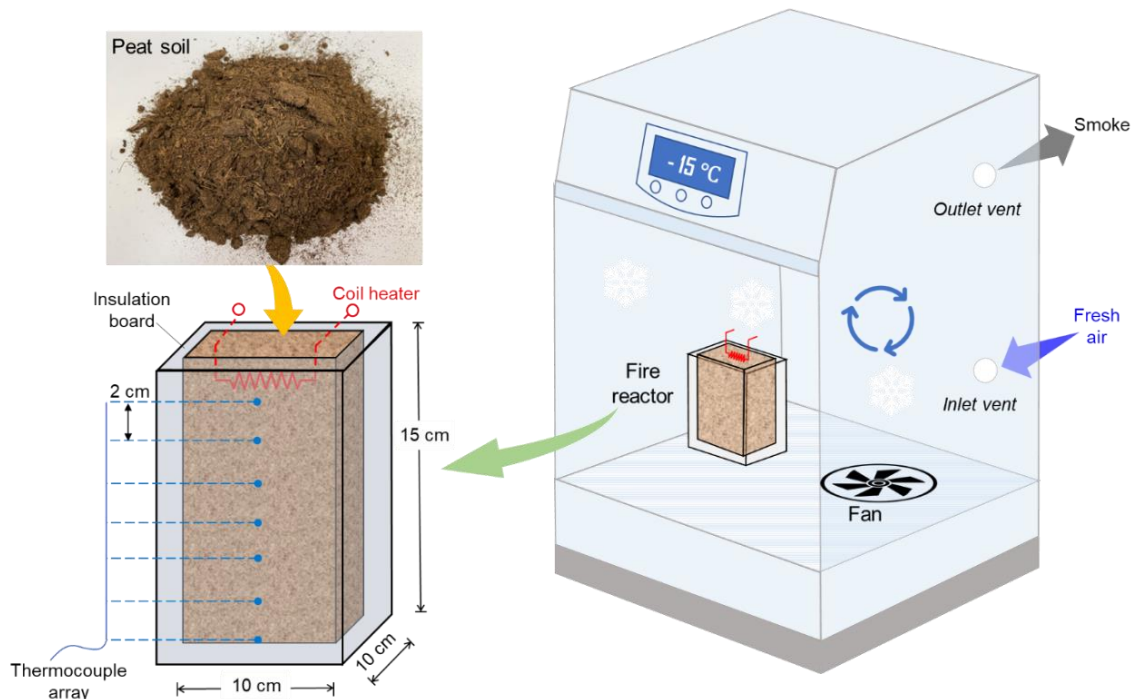 Peat soil
Insulation
board
Coil heater
2 cm
15 cm
10 cm
10 cm
Thermocouple
array
- 15 °C
Smoke
Outlet vent
Fresh
air
Inlet vent
Fire
reactor
Fan